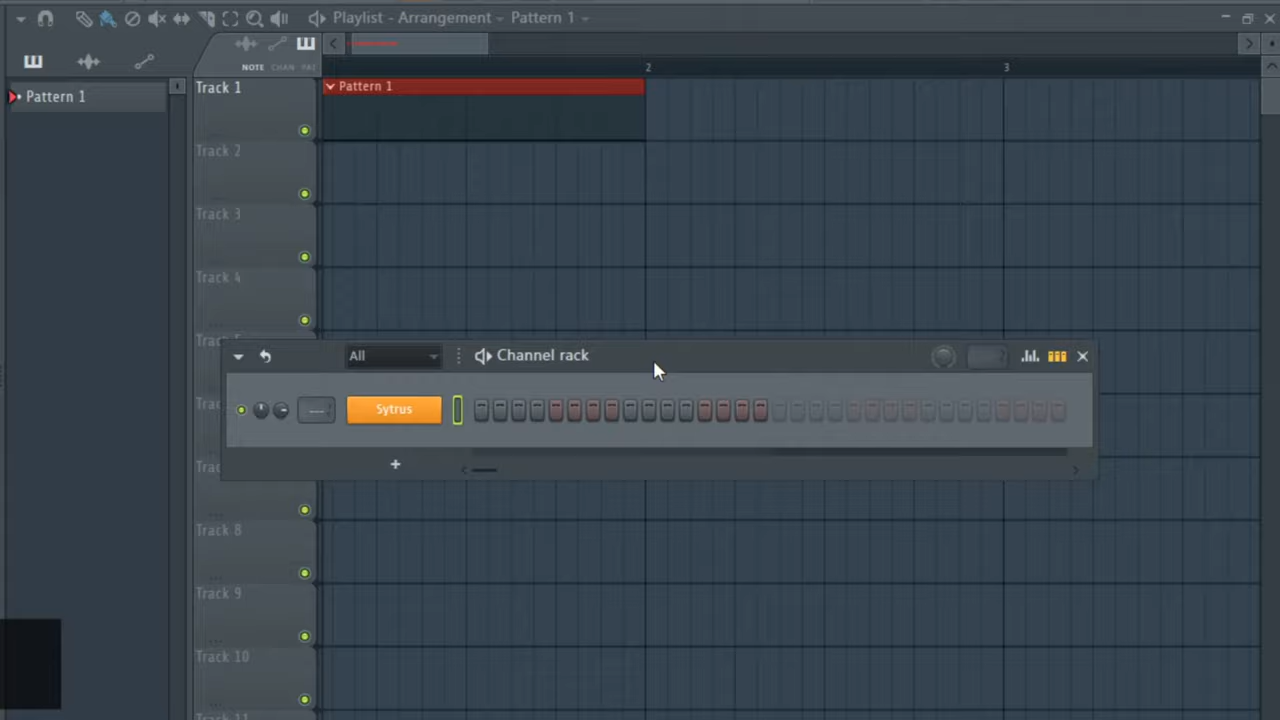 Playlist - Arrangement Pattern 1
NOTE CHAN PAT
2 3
Pattern 1
Track 1
Pattern 1
Track 2
Track 3
Track 4
All
Channel rack
Sytrus
+
Track 8
Track 9
Track 10